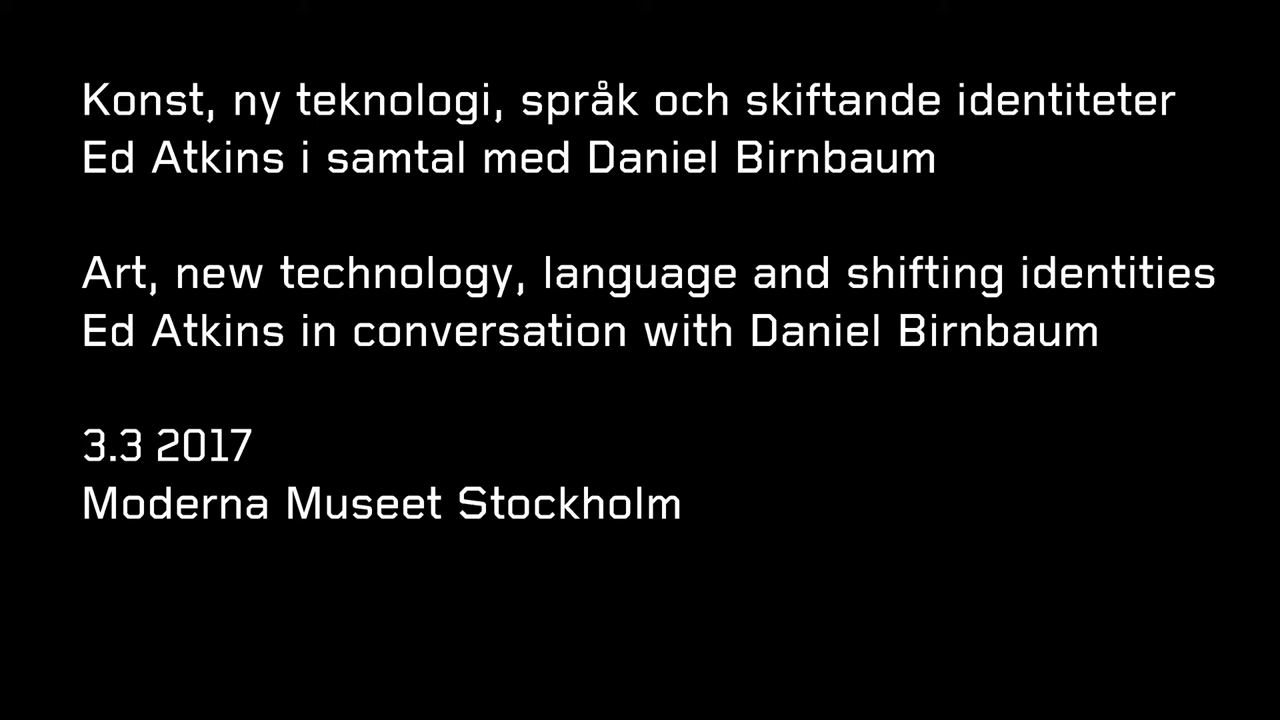 Konst, ny teknologi, språk och skiftande identiteter
Ed Atkins i samtal med Daniel Birnbaum
Art, new technology, language and shifting identities
Ed Atkins in conversation with Daniel Birnbaum
3.3 2017
Moderna Museet Stockholm